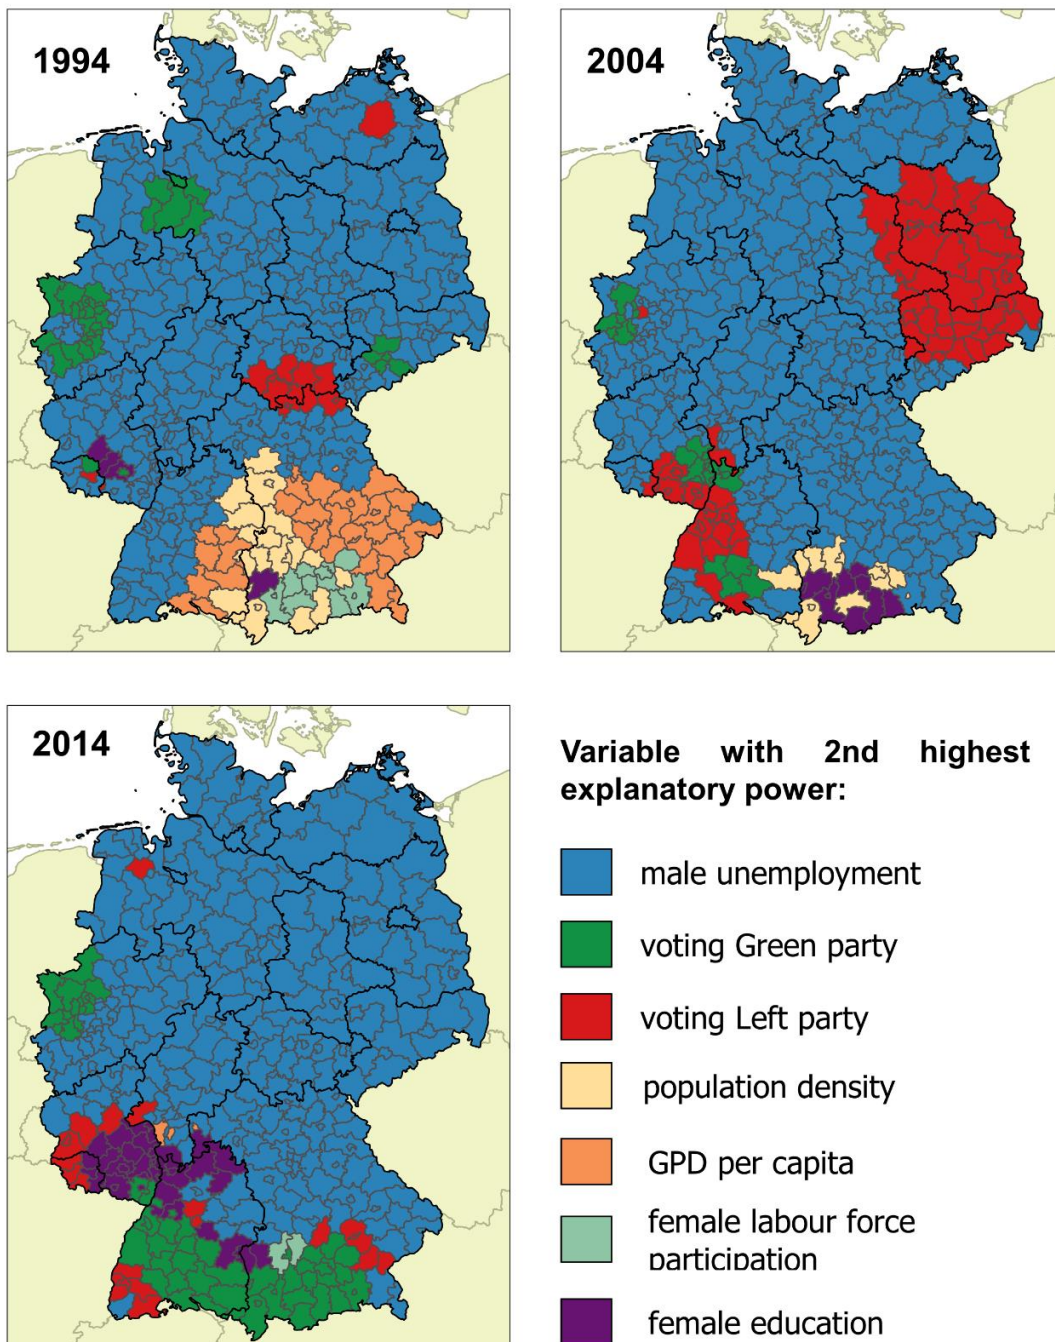 1994
2004
2014
Variable with 2nd highest
explanatory power:
male unemployment
voting Green party
voting Left party
population density
GPD per capita
female labour force
participation
female education